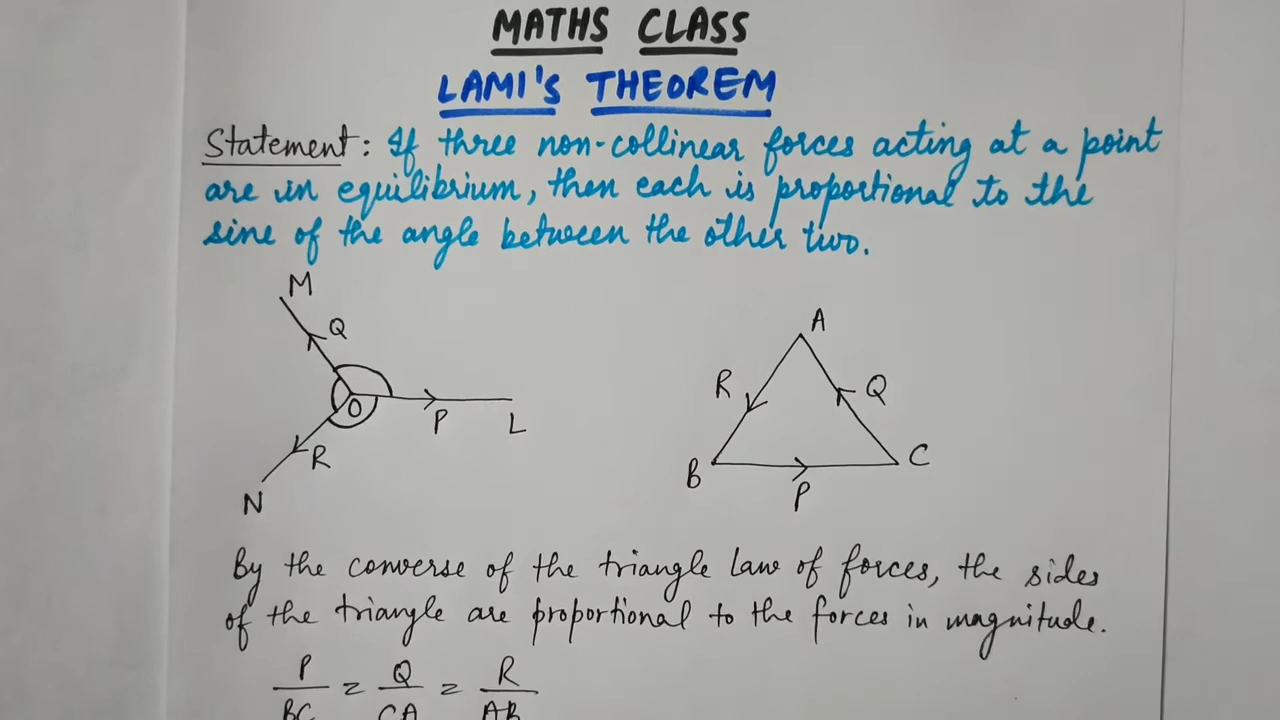 MATHS CLASS
LAMI'S THEOREM
Statement: If three non-collinear forces acting at a point
are in equilibrium, then each is proportional to the
sine of the angle between the other two.
M
Q
O
P
L
R
N
A
R
Q
B
C
P
By the converse of the triangle law of forces, the sides
of the triangle are proportional to the forces in magnitude.
P/BC = Q/CA = R/AB